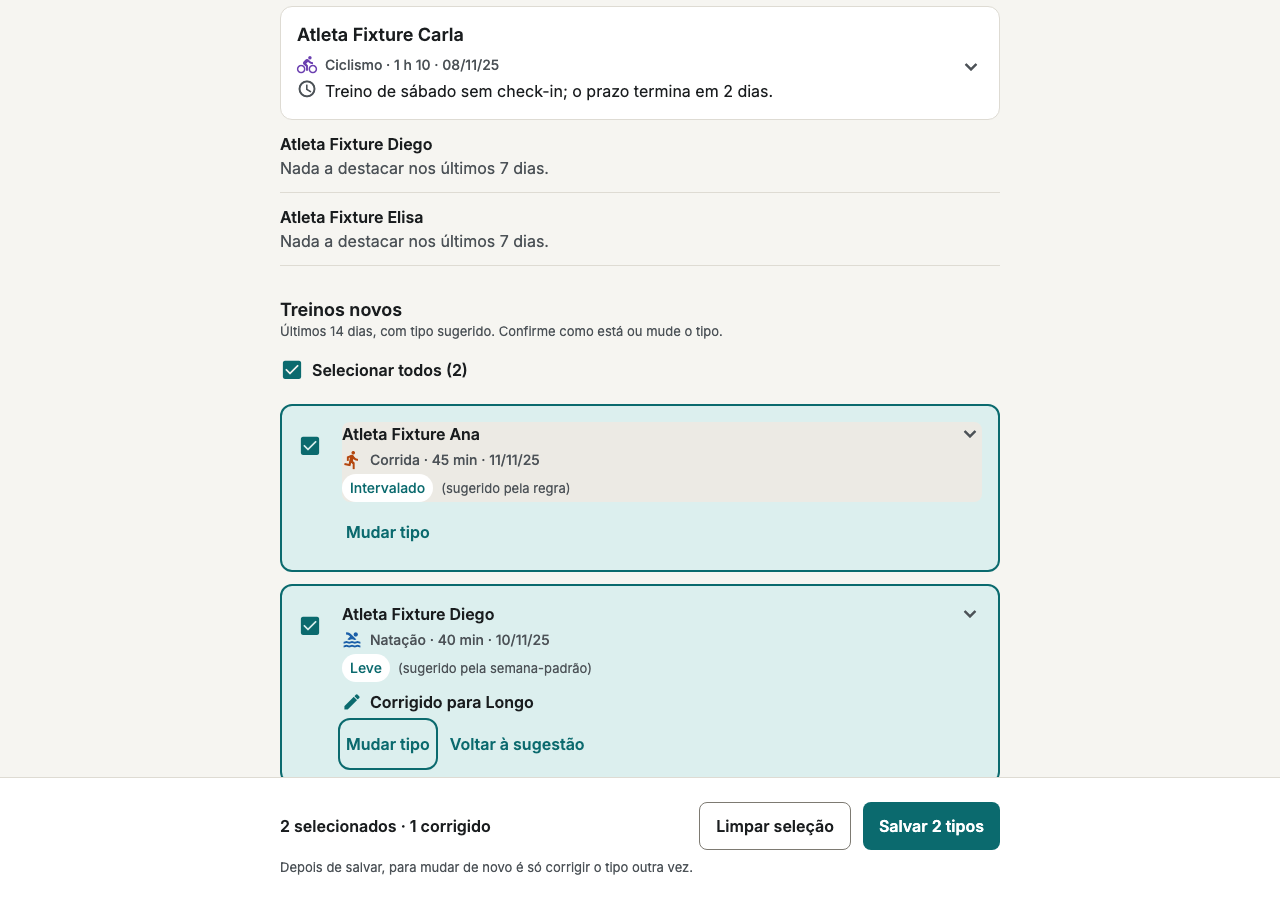 Atleta Fixture Carla
Ciclismo · 1 h 10 · 08/11/25
Treino de sábado sem check-in; o prazo termina em 2 dias.
Atleta Fixture Diego
Nada a destacar nos últimos 7 dias.
Atleta Fixture Elisa
Nada a destacar nos últimos 7 dias.
Treinos novos
Últimos 14 dias, com tipo sugerido. Confirme como está ou mude o tipo.
Selecionar todos (2)
Atleta Fixture Ana
Corrida · 45 min · 11/11/25
Intervalado (sugerido pela regra)
Mudar tipo
Atleta Fixture Diego
Natação · 40 min · 10/11/25
Leve (sugerido pela semana-padrão)
Corrigido para Longo
Mudar tipo Voltar à sugestão
2 selecionados · 1 corrigido Limpar seleção Salvar 2 tipos
Depois de salvar, para mudar de novo é só corrigir o tipo outra vez.